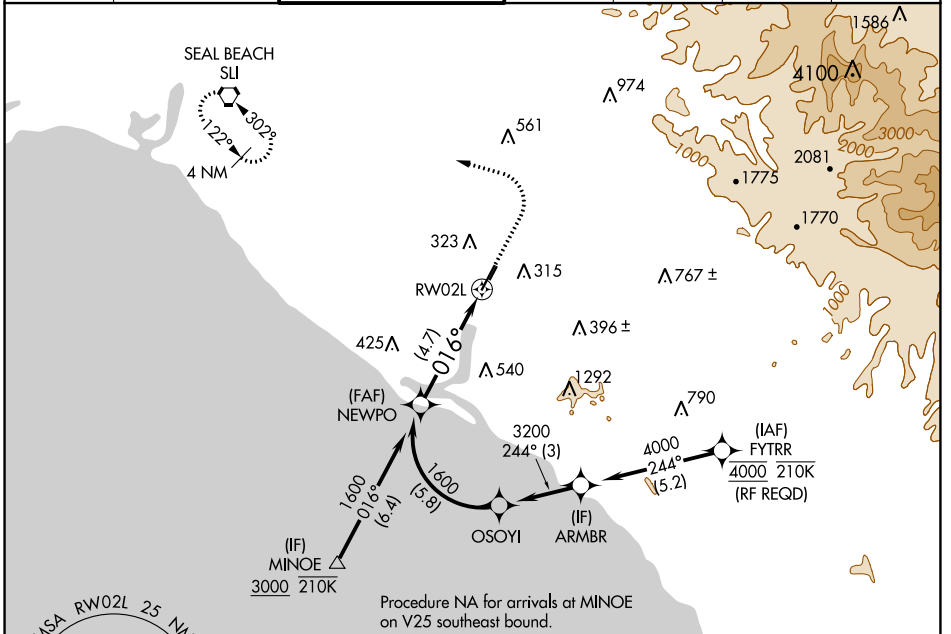 1586
SEAL BEACH
SLI
4100
974
302°
122°
561
3000
2000
1000
4 NM
2081
1775
1770
323
315
767 ±
RW02L
396 ±
425
(4.7)
016°
540
1292
(FAF)
NEWPO
790
3200
244° (3)
4000
244°
(5.2)
(IAF)
FYTRR
4000 210K
(RF REQD)
1600
(5.8)
1600
016°
(6.4)
OSOYI
(IF)
ARMBR
(IF)
MINOE
3000 210K
Procedure NA for arrivals at MINOE
on V25 southeast bound.
MSA RW02L 25 NM